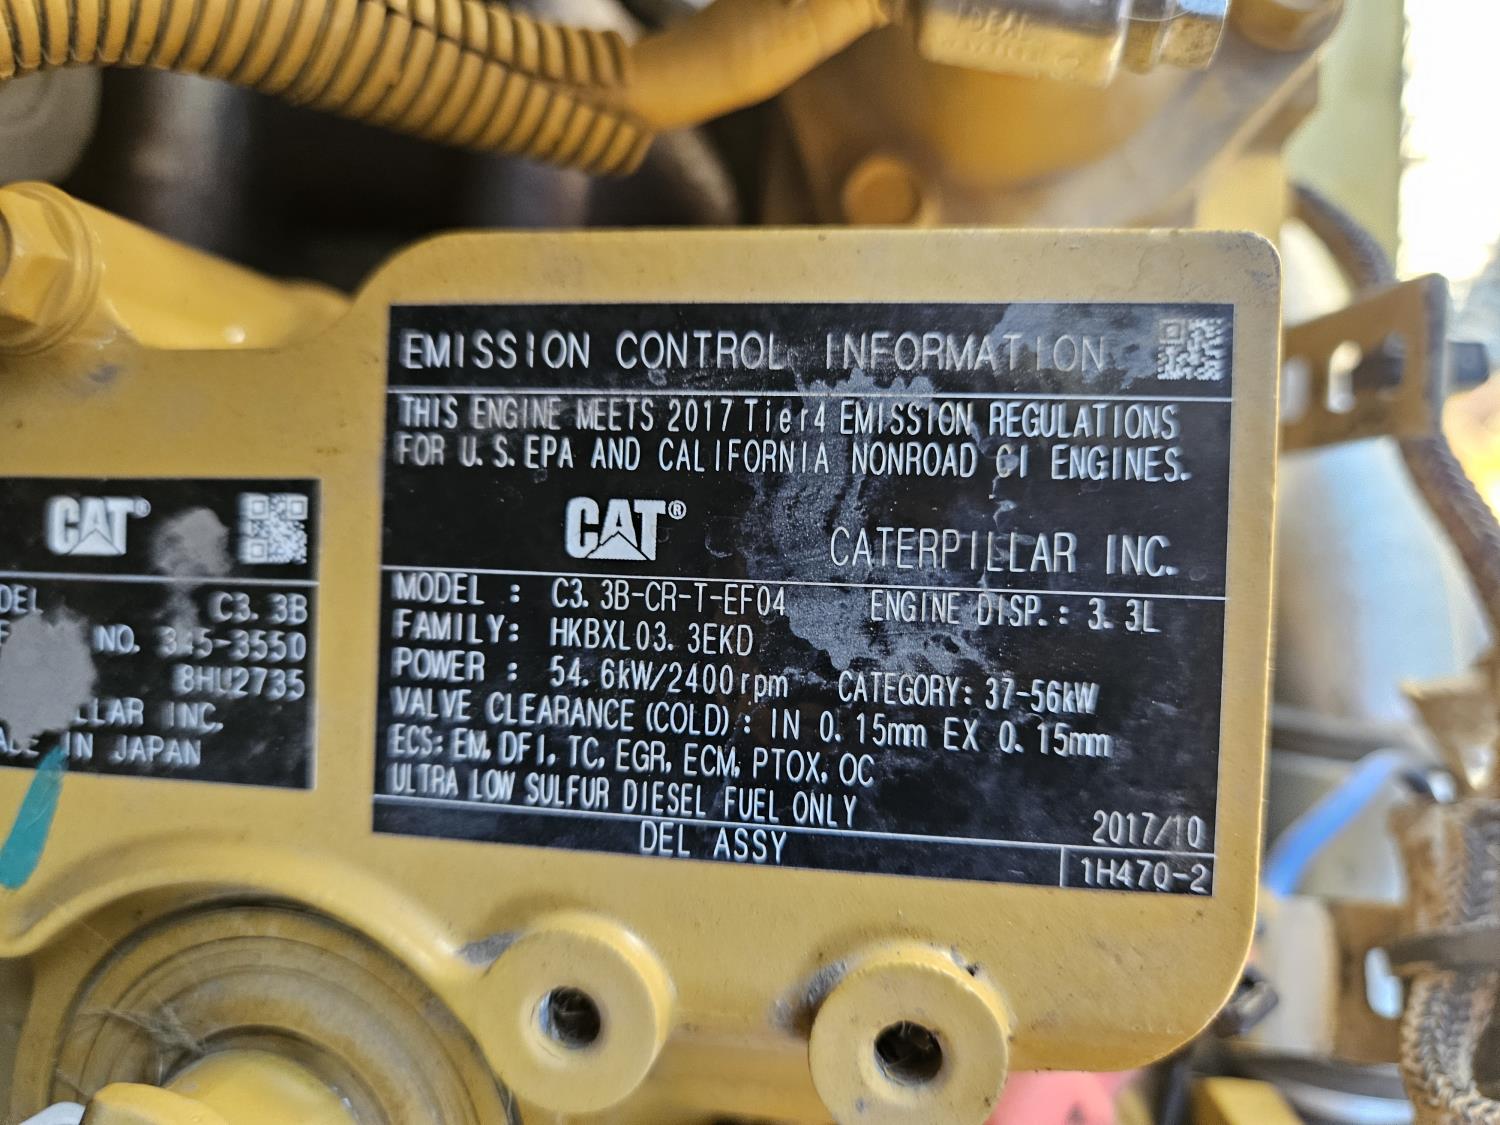 IDEAL
EMISSION CONTROL INFORMATION
THIS ENGINE MEETS 2017 Tier4 EMISSION REGULATIONS
FOR U.S.EPA AND CALIFORNIA NONROAD CI ENGINES.
CAT®
CATERPILLAR INC.
MODEL : C3.3B-CR-T-EF04 ENGINE DISP.: 3.3L
FAMILY: HKBXL03.3EKD
POWER : 54.6kW/2400rpm CATEGORY: 37-56kW
VALVE CLEARANCE(COLD): IN 0.15mm EX 0.15mm
ECS: EM, DFI, TC, EGR, ECM, PTOX, OC
ULTRA LOW SULFUR DIESEL FUEL ONLY
2017/10
DEL ASSY
1H470-2
CAT®
DEL C3.3B
NO. 345-3550
8HU2735
LLAR INC.
IN JAPAN